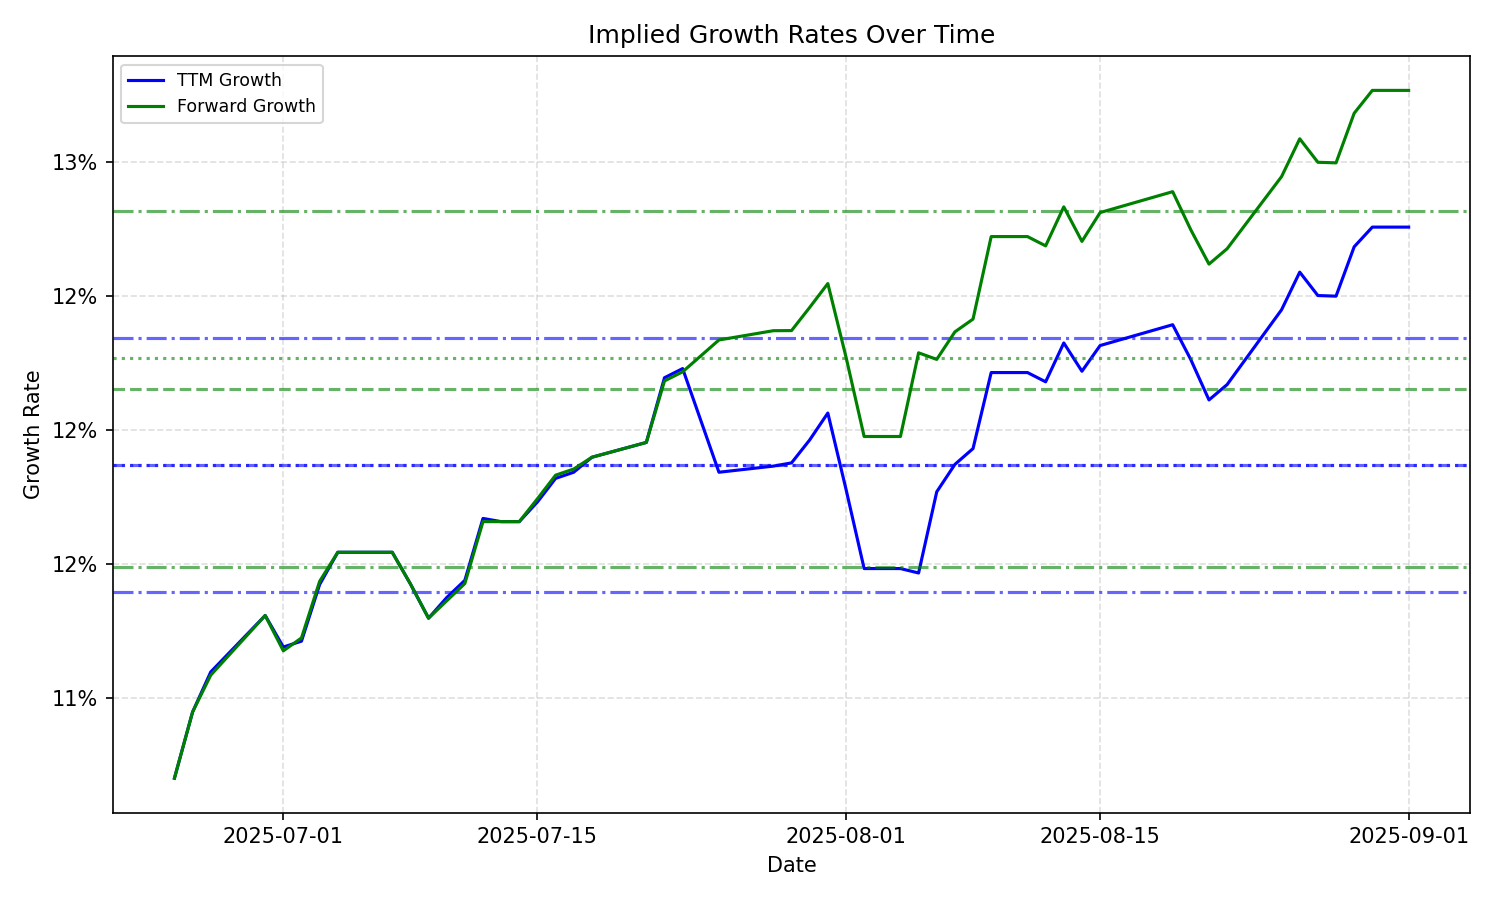 Implied Growth Rates Over Time
TTM Growth
Forward Growth
13%
12%
12%
12%
11%
Growth Rate
2025-07-01
2025-07-15
2025-08-01
2025-08-15
2025-09-01
Date